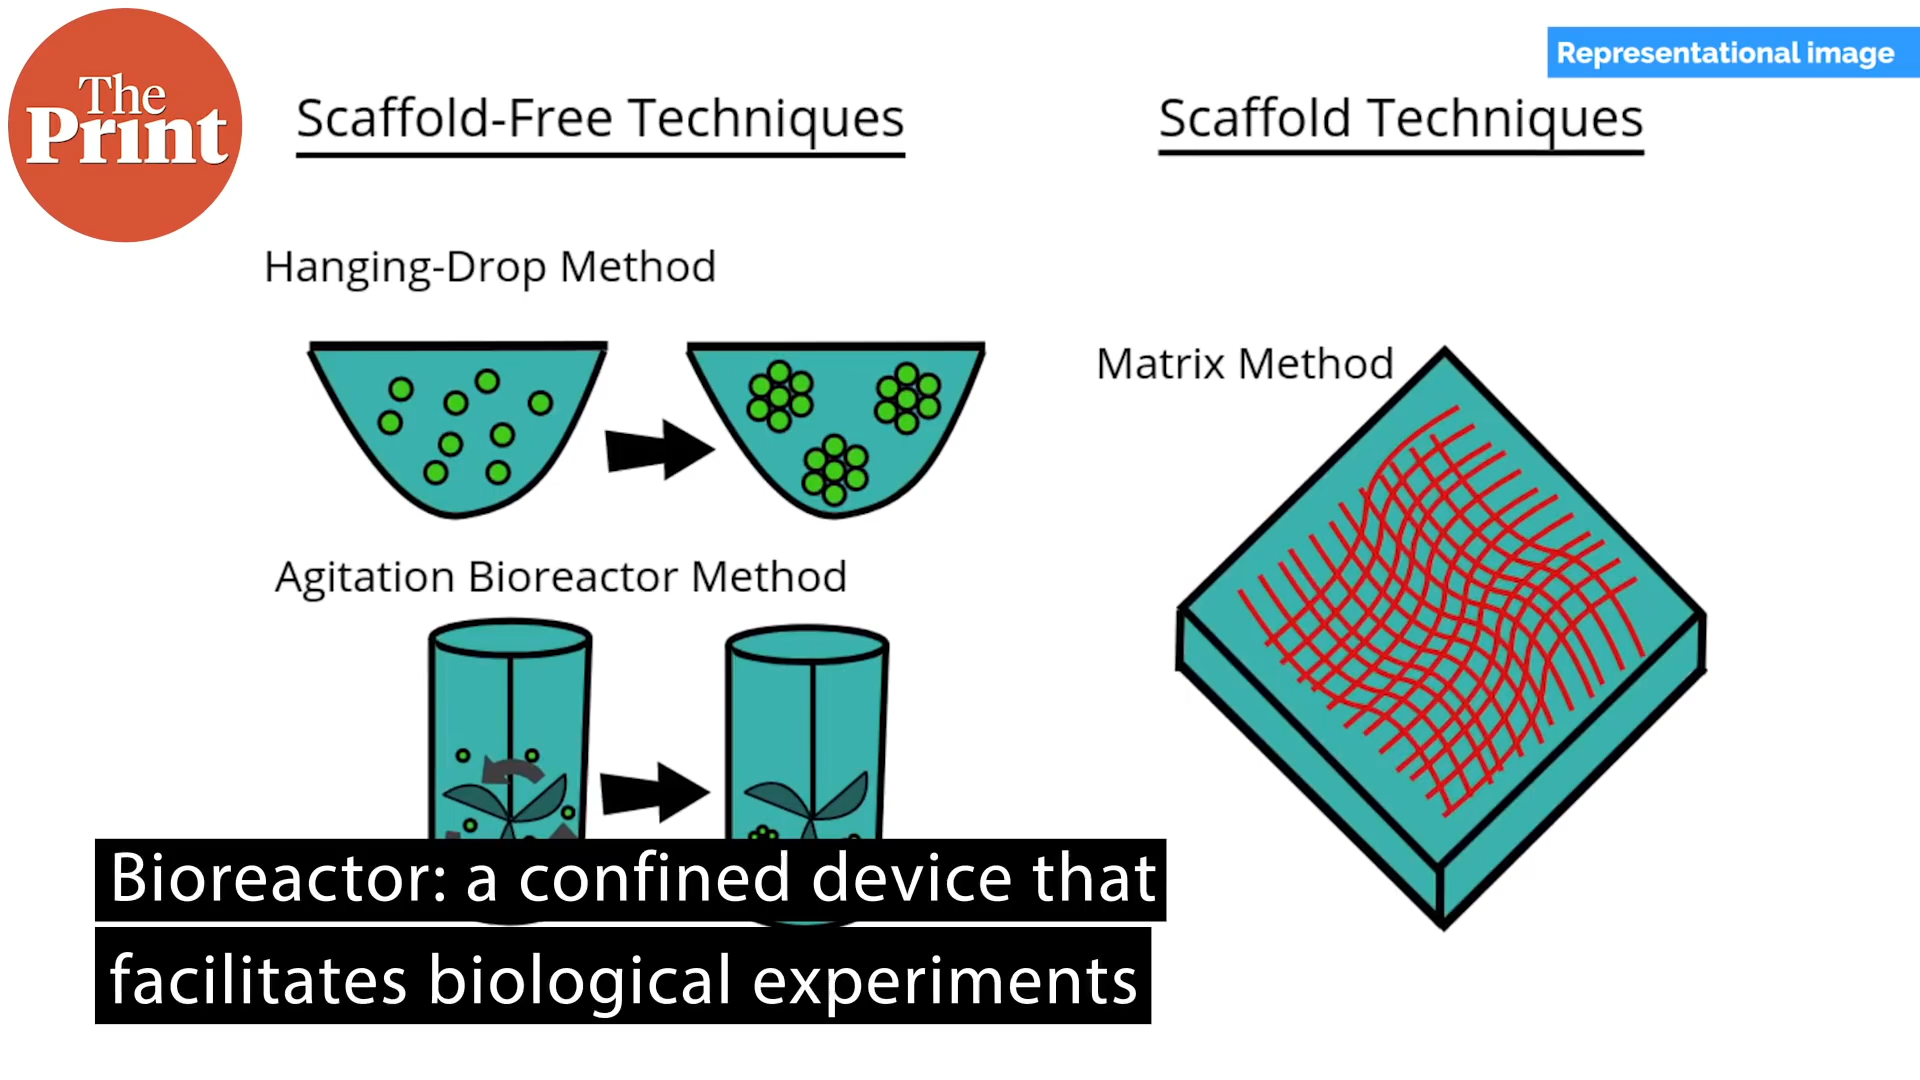 The
Print
Representational image
Scaffold-Free Techniques
Scaffold Techniques
Hanging-Drop Method
Matrix Method
Agitation Bioreactor Method
Bioreactor: a confined device that
facilitates biological experiments